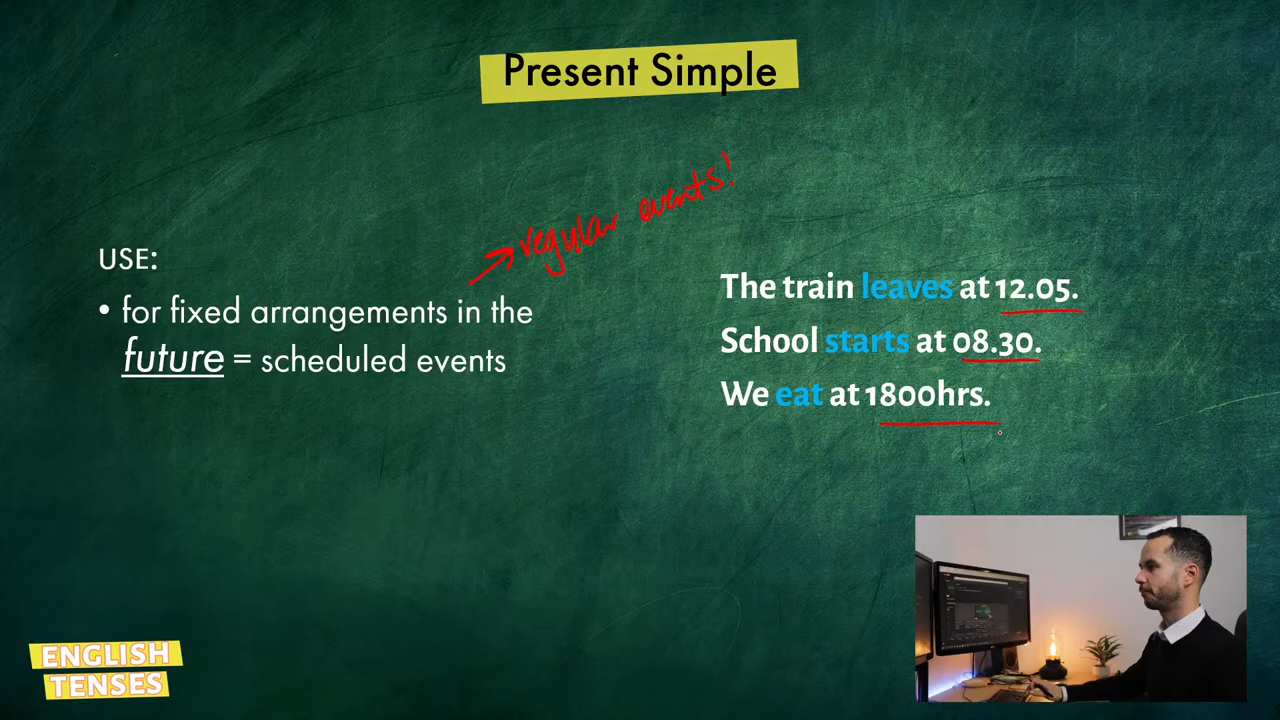 Present Simple
regular events!
USE:
• for fixed arrangements in the
future = scheduled events
The train leaves at 12.05.
School starts at 08.30.
We eat at 1800hrs.
ENGLISH
TENSES